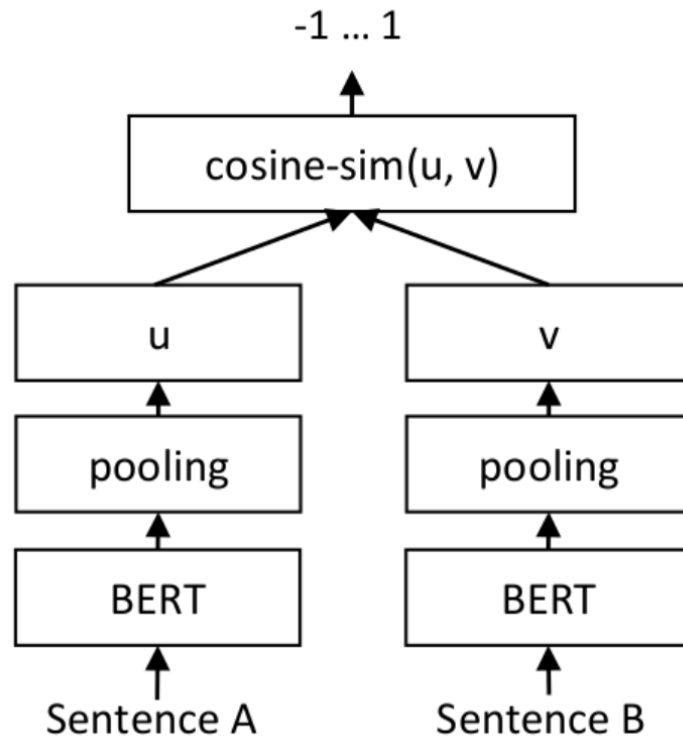 -1 ... 1
cosine-sim(u, v)
u
v
pooling
pooling
BERT
BERT
Sentence A
Sentence B